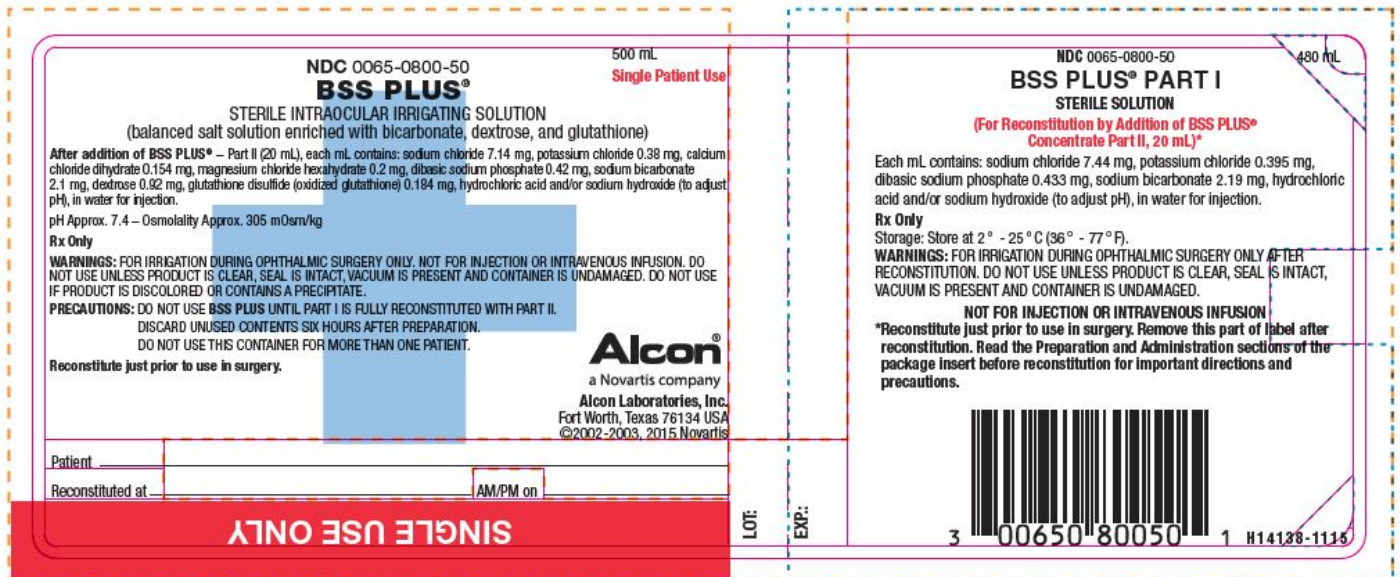 NDC 0065-0800-50
500 mL
Single Patient Use
BSS PLUS®
STERILE INTRAOCULAR IRRIGATING SOLUTION
(balanced salt solution enriched with bicarbonate, dextrose, and glutathione)
After addition of BSS PLUS® – Part II (20 mL), each mL contains: sodium chloride 7.14 mg, potassium chloride 0.38 mg, calcium
chloride dihydrate 0.154 mg, magnesium chloride hexahydrate 0.2 mg, dibasic sodium phosphate 0.42 mg, sodium bicarbonate
2.1 mg, dextrose 0.92 mg, glutathione disulfide (oxidized glutathione) 0.184 mg, hydrochloric acid and/or sodium hydroxide (to adjust
pH), in water for injection.
pH Approx. 7.4 – Osmolality Approx. 305 mOsm/kg
Rx Only
WARNINGS: FOR IRRIGATION DURING OPHTHALMIC SURGERY ONLY. NOT FOR INJECTION OR INTRAVENOUS INFUSION. DO
NOT USE UNLESS PRODUCT IS CLEAR, SEAL IS INTACT, VACUUM IS PRESENT AND CONTAINER IS UNDAMAGED. DO NOT USE
IF PRODUCT IS DISCOLORED OR CONTAINS A PRECIPITATE.
PRECAUTIONS: DO NOT USE BSS PLUS UNTIL PART I IS FULLY RECONSTITUTED WITH PART II.
DISCARD UNUSED CONTENTS SIX HOURS AFTER PREPARATION.
DO NOT USE THIS CONTAINER FOR MORE THAN ONE PATIENT.
Reconstitute just prior to use in surgery.
Alcon®
a Novartis company
Alcon Laboratories, Inc.
Fort Worth, Texas 76134 USA
©2002-2003, 2015 Novartis
Patient
Reconstituted at AM/PM on
SINGLE USE ONLY
LOT:
EXP.:
NDC 0065-0800-50
480 mL
BSS PLUS® PART I
STERILE SOLUTION
(For Reconstitution by Addition of BSS PLUS®
Concentrate Part II, 20 mL)*
Each mL contains: sodium chloride 7.44 mg, potassium chloride 0.395 mg,
dibasic sodium phosphate 0.433 mg, sodium bicarbonate 2.19 mg, hydrochloric
acid and/or sodium hydroxide (to adjust pH), in water for injection.
Rx Only
Storage: Store at 2° - 25°C (36° - 77°F).
WARNINGS: FOR IRRIGATION DURING OPHTHALMIC SURGERY ONLY AFTER
RECONSTITUTION. DO NOT USE UNLESS PRODUCT IS CLEAR, SEAL IS INTACT,
VACUUM IS PRESENT AND CONTAINER IS UNDAMAGED.
NOT FOR INJECTION OR INTRAVENOUS INFUSION
*Reconstitute just prior to use in surgery. Remove this part of label after
reconstitution. Read the Preparation and Administration sections of the
package insert before reconstitution for important directions and
precautions.
3 00650 80050 1
H14138-1115